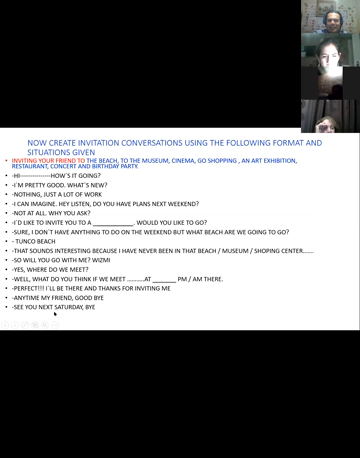 NOW CREATE INVITATION CONVERSATIONS USING THE FOLLOWING FORMAT AND
SITUATIONS GIVEN
• INVITING YOUR FRIEND TO THE BEACH, TO THE MUSEUM, CINEMA, GO SHOPPING , AN ART EXHIBITION,
RESTAURANT, CONCERT AND BIRTHDAY PARTY.
• -HI---------------HOW´S IT GOING?
• -I´M PRETTY GOOD. WHAT´S NEW?
• -NOTHING, JUST A LOT OF WORK
• -I CAN IMAGINE. HEY LISTEN, DO YOU HAVE PLANS NEXT WEEKEND?
• -NOT AT ALL. WHY YOU ASK?
• -I´D LIKE TO INVITE YOU TO A ____________. WOULD YOU LIKE TO GO?
• -SURE, I DON´T HAVE ANYTHING TO DO ON THE WEEKEND BUT WHAT BEACH ARE WE GOING TO GO?
• - TUNCO BEACH
• -THAT SOUNDS INTERESTING BECAUSE I HAVE NEVER BEEN IN THAT BEACH / MUSEUM / SHOPING CENTER.......
• -SO WILL YOU GO WITH ME? WIZMI
• -YES, WHERE DO WE MEET?
• -WELL, WHAT DO YOU THINK IF WE MEET ..........AT _______ PM / AM THERE.
• -PERFECT!!! I´LL BE THERE AND THANKS FOR INVITING ME
• -ANYTIME MY FRIEND, GOOD BYE
• -SEE YOU NEXT SATURDAY, BYE